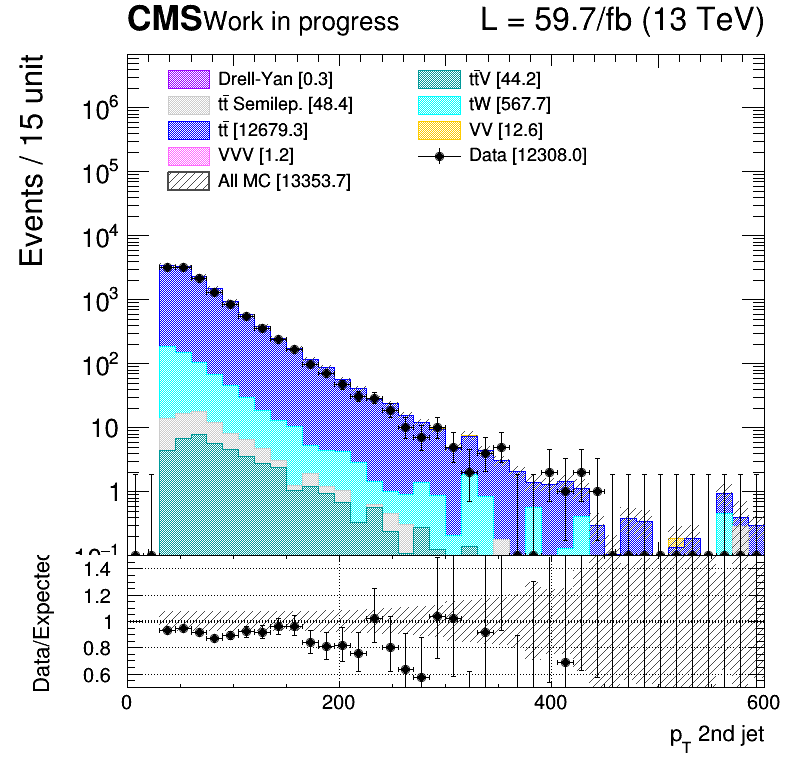 CMS Work in progress L = 59.7/fb (13 TeV)
Events / 15 unit
Drell-Yan [0.3]
tt̄ Semilep. [48.4]
tt̄ [12679.3]
VVV [1.2]
All MC [13353.7]
tt̄V [44.2]
tW [567.7]
VV [12.6]
Data [12308.0]
10⁶
10⁵
10⁴
10³
10²
10
1
10⁻¹
Data/Expected
1.4
1.2
1
0.8
0.6
0 200 400 600
p_T 2nd jet